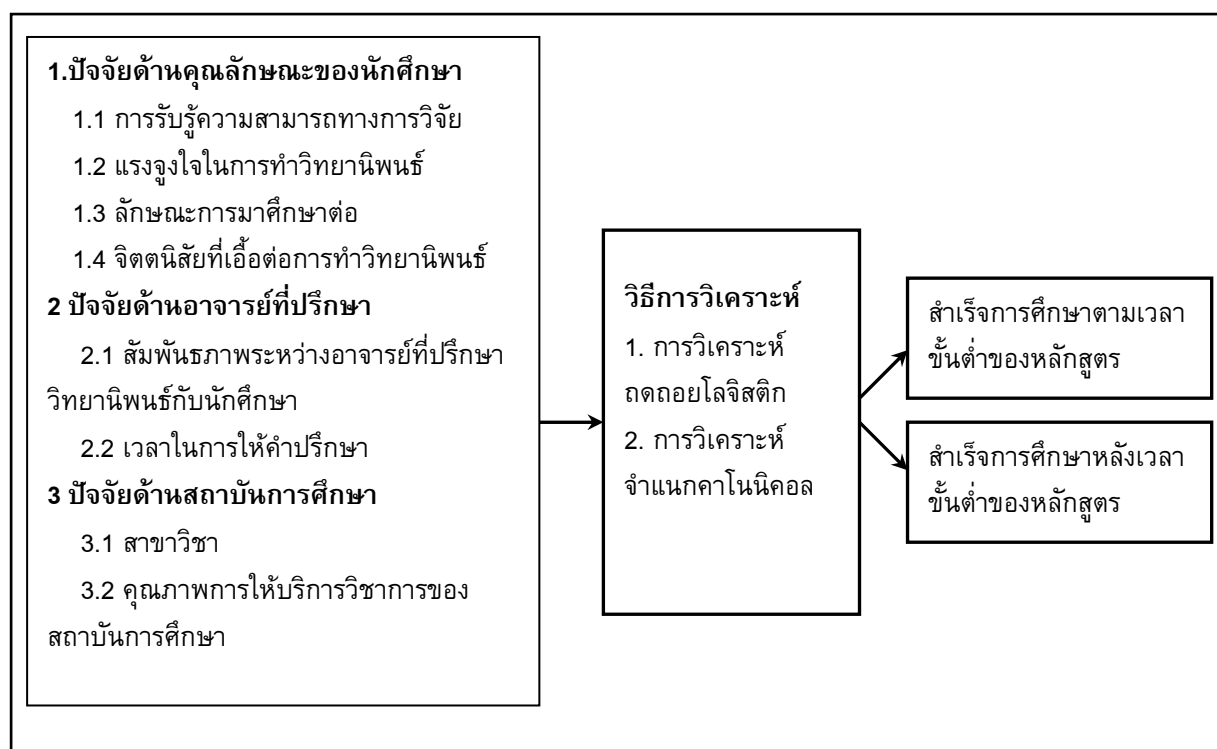 1.ปัจจัยด้านคุณลักษณะของนักศึกษา
1.1 การรับรู้ความสามารถทางการวิจัย
1.2 แรงจูงใจในการทำวิทยานิพนธ์
1.3 ลักษณะการมาศึกษาต่อ
1.4 จิตตนิสัยที่เอื้อต่อการทำวิทยานิพนธ์
2 ปัจจัยด้านอาจารย์ที่ปรึกษา
2.1 สัมพันธภาพระหว่างอาจารย์ที่ปรึกษา
วิทยานิพนธ์กับนักศึกษา
2.2 เวลาในการให้คำปรึกษา
3 ปัจจัยด้านสถาบันการศึกษา
3.1 สาขาวิชา
3.2 คุณภาพการให้บริการวิชาการของ
สถาบันการศึกษา
วิธีการวิเคราะห์
1. การวิเคราะห์
ถดถอยโลจิสติก
2. การวิเคราะห์
จำแนกคาโนนิคอล
สำเร็จการศึกษาตามเวลา
ขั้นต่ำของหลักสูตร
สำเร็จการศึกษาหลังเวลา
ขั้นต่ำของหลักสูตร